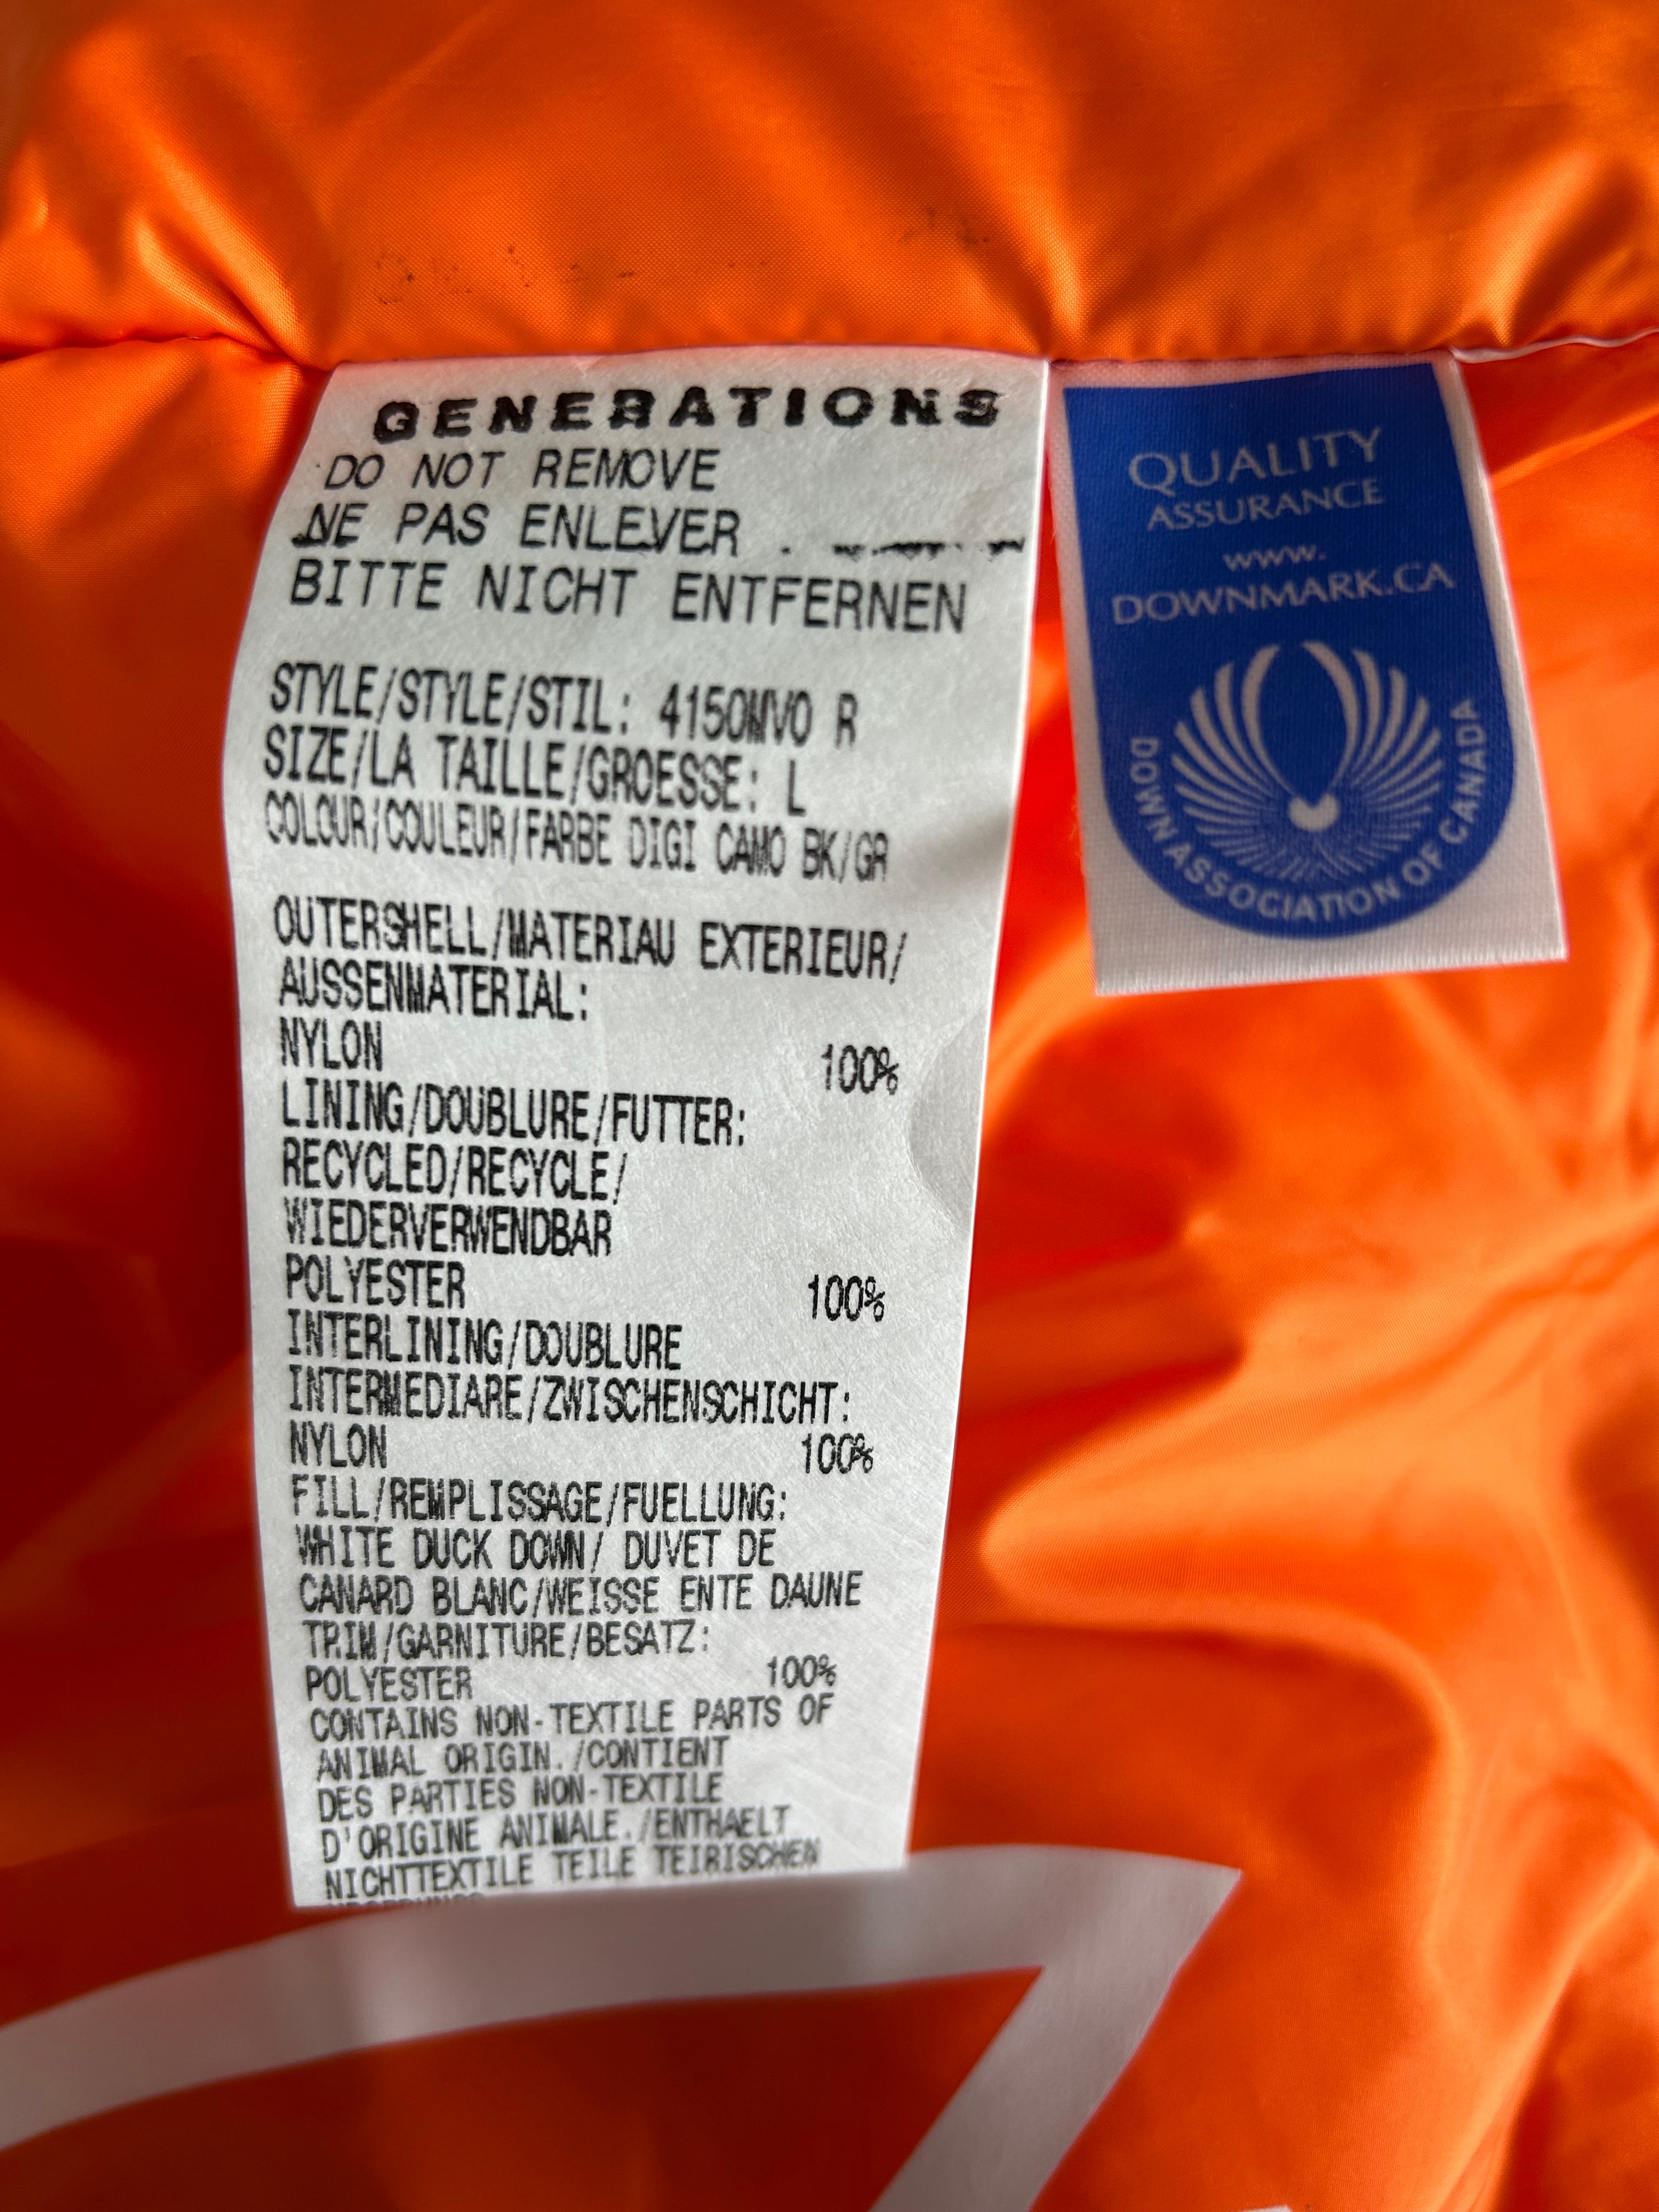 GENERATIONS
DO NOT REMOVE
NE PAS ENLEVER
BITTE NICHT ENTFERNEN
STYLE/STYLE/STIL: 4150MVO R
SIZE/LA TAILLE/GROESSE: L
COLOUR/COULEUR/FARBE DIGI CAMO BK/GR
OUTERSHELL/MATERIAU EXTERIEUR/
AUSSENMATERIAL:
NYLON 100%
LINING/DOUBLURE/FUTTER:
RECYCLED/RECYCLE/
WIEDERVERWENDBAR
POLYESTER 100%
INTERLINING/DOUBLURE
INTERMEDIARE/ZWISCHENSCHICHT:
NYLON 100%
FILL/REMPLISSAGE/FUELLUNG:
WHITE DUCK DOWN/ DUVET DE
CANARD BLANC/WEISSE ENTE DAUNE
TRIM/GARNITURE/BESATZ:
POLYESTER 100%
CONTAINS NON-TEXTILE PARTS OF
ANIMAL ORIGIN./CONTIENT
DES PARTIES NON-TEXTILE
D'ORIGINE ANIMALE./ENTHAELT
NICHTTEXTILE TEILE TEIRISCHEN
QUALITY
ASSURANCE
www.
DOWNMARK.CA
DOWN ASSOCIATION OF CANADA